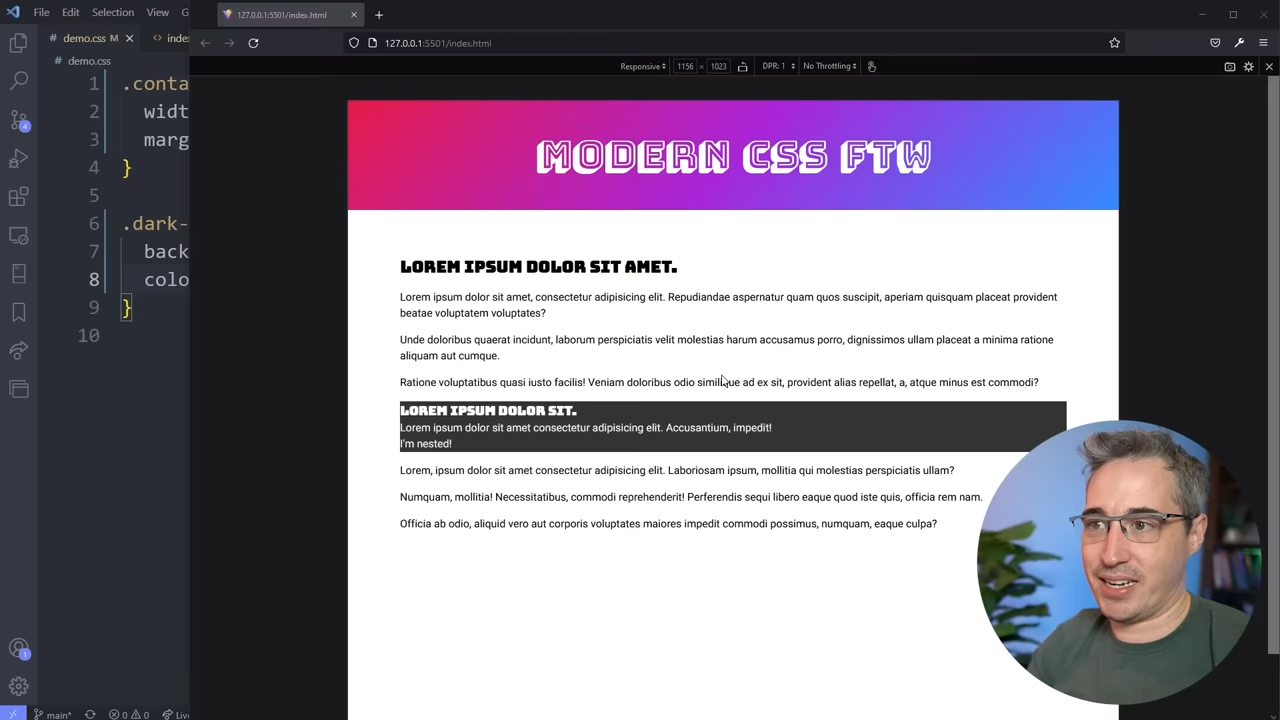 File Edit Selection View G
127.0.0.1:5501/index.html
demo.css M
inde
127.0.0.1:5501/index.html
demo.css
Responsive 1156 × 1023 DPR: 1 No Throttling
1 .conta
2 widt
3 marg
4 }
5
6 .dark-
7 back
8 colo
9 }
10
MODERN CSS FTW
LOREM IPSUM DOLOR SIT AMET.
Lorem ipsum dolor sit amet, consectetur adipisicing elit. Repudiandae aspernatur quam quos suscipit, aperiam quisquam placeat provident
beatae voluptatem voluptates?
Unde doloribus quaerat incidunt, laborum perspiciatis velit molestias harum accusamus porro, dignissimos ullam placeat a minima ratione
aliquam aut cumque.
Ratione voluptatibus quasi iusto facilis! Veniam doloribus odio similique ad ex sit, provident alias repellat, a, atque minus est commodi?
LOREM IPSUM DOLOR SIT.
Lorem ipsum dolor sit amet consectetur adipisicing elit. Accusantium, impedit!
I'm nested!
Lorem, ipsum dolor sit amet consectetur adipisicing elit. Laboriosam ipsum, mollitia qui molestias perspiciatis ullam?
Numquam, mollitia! Necessitatibus, commodi reprehenderit! Perferendis sequi libero eaque quod iste quis, officia rem nam.
Officia ab odio, aliquid vero aut corporis voluptates maiores impedit commodi possimus, numquam, eaque culpa?
4
1
main* 0 0 Liv